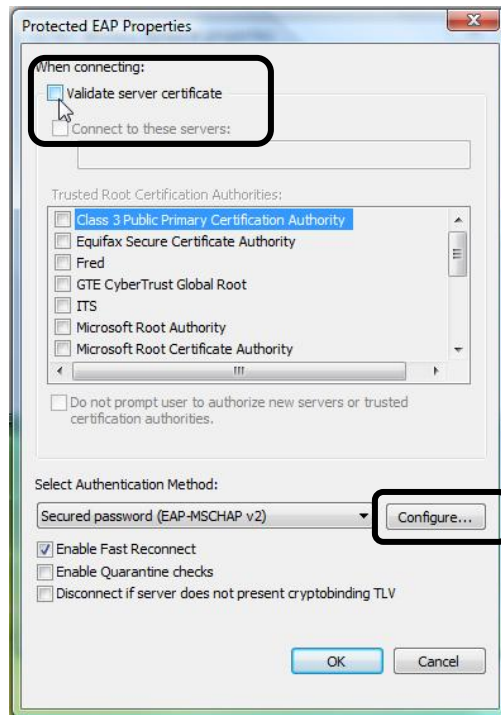 Protected EAP Properties
When connecting:
Validate server certificate
Connect to these servers:
Trusted Root Certification Authorities:
Class 3 Public Primary Certification Authority
Equifax Secure Certificate Authority
Fred
GTE CyberTrust Global Root
ITS
Microsoft Root Authority
Microsoft Root Certificate Authority
Do not prompt user to authorize new servers or trusted
certification authorities.
Select Authentication Method:
Secured password (EAP-MSCHAP v2)
Configure...
Enable Fast Reconnect
Enable Quarantine checks
Disconnect if server does not present cryptobinding TLV
OK
Cancel